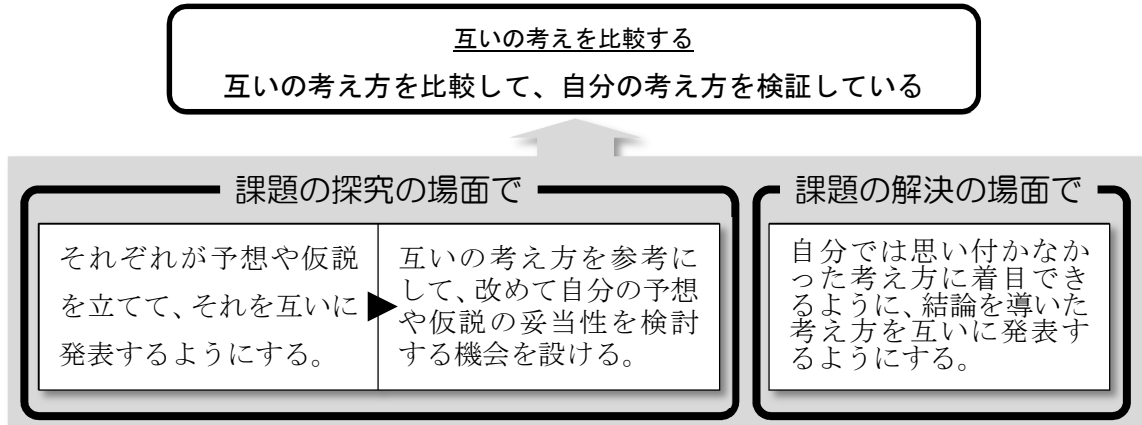 互いの考えを比較する
互いの考え方を比較して、自分の考え方を検証している
課題の探究の場面で
それぞれが予想や仮説
を立てて、それを互いに
発表するようにする。
互いの考え方を参考に
して、改めて自分の予想
や仮説の妥当性を検討
する機会を設ける。
課題の解決の場面で
自分では思い付かなか
った考え方に着目でき
るように、結論を導いた
考え方を互いに発表す
るようにする。